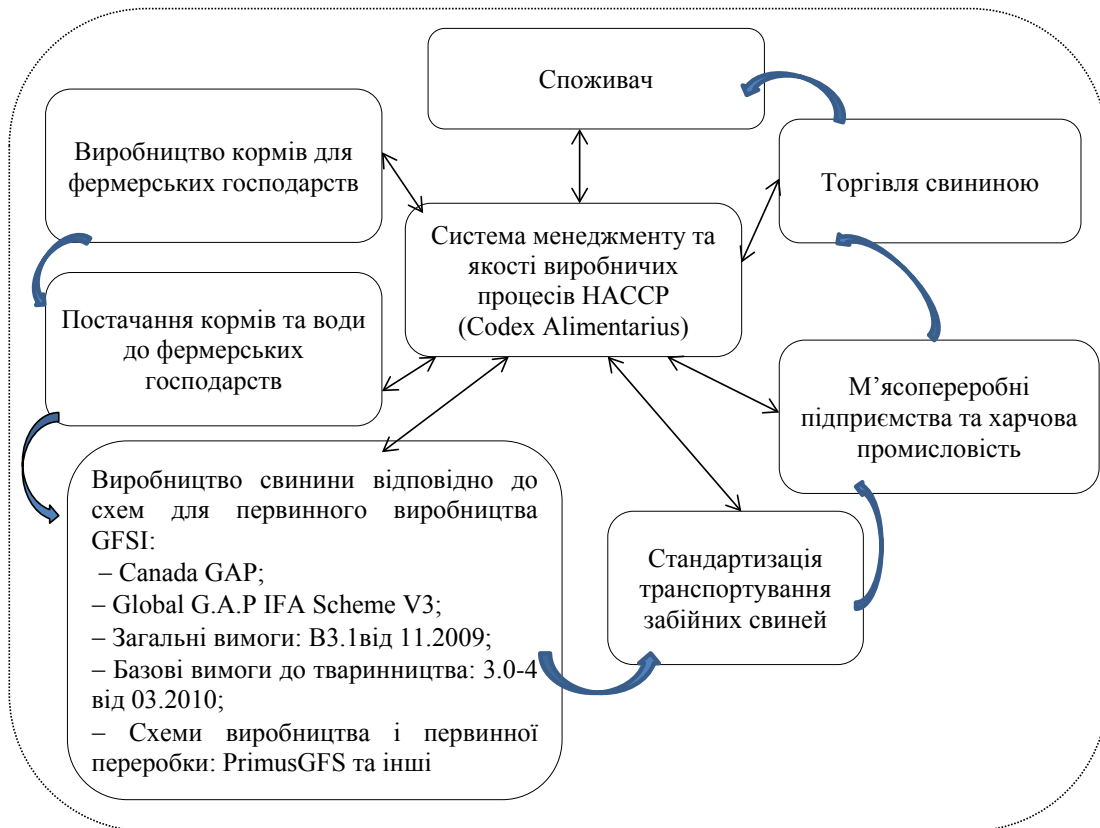 Споживач
Виробництво кормів для
фермерських господарств
Торгівля свининою
Система менеджменту та
якості виробничих
процесів НАССР
(Codex Alimentarius)
Постачання кормів та води
до фермерських
господарств
М’ясопереробні
підприємства та харчова
промисловість
Виробництво свинини відповідно до
схем для первинного виробництва
GFSI:
– Canada GAP;
– Global G.A.P IFA Scheme V3;
– Загальні вимоги: В3.1від 11.2009;
– Базові вимоги до тваринництва: 3.0-4
від 03.2010;
– Схеми виробництва і первинної
переробки: PrimusGFS та інші
Стандартизація
транспортування
забійних свиней